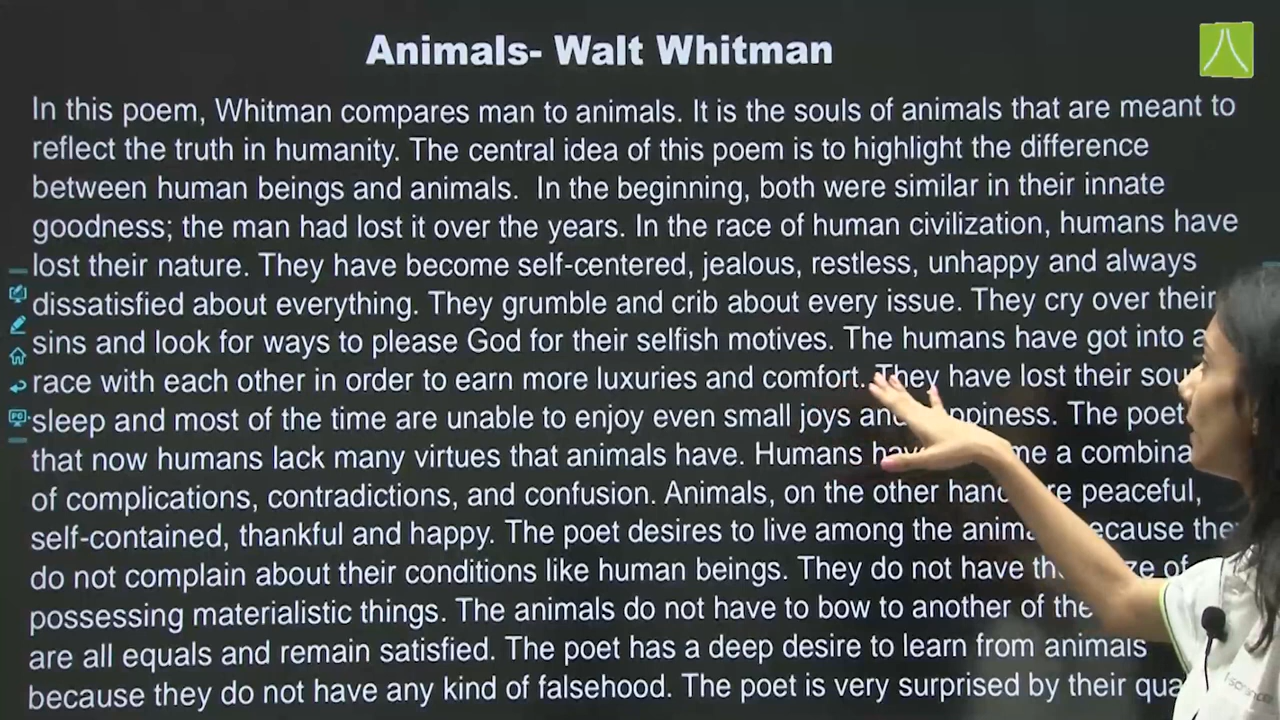 Animals- Walt Whitman
In this poem, Whitman compares man to animals. It is the souls of animals that are meant to
reflect the truth in humanity. The central idea of this poem is to highlight the difference
between human beings and animals. In the beginning, both were similar in their innate
goodness; the man had lost it over the years. In the race of human civilization, humans have
lost their nature. They have become self-centered, jealous, restless, unhappy and always
dissatisfied about everything. They grumble and crib about every issue. They cry over their
sins and look for ways to please God for their selfish motives. The humans have got into a
race with each other in order to earn more luxuries and comfort. They have lost their
sleep and most of the time are unable to enjoy even small joys and happiness. The poet
that now humans lack many virtues that animals have. Humans a
of complications, contradictions, and confusion. Animals, on the other peaceful,
self-contained, thankful and happy. The poet desires to live among the
do not complain about their conditions like human beings. They do not have of
possessing materialistic things. The animals do not have to bow to another of
are all equals and remain satisfied. The poet has a deep desire to learn from animals
because they do not have any kind of falsehood. The poet is very surprised by their